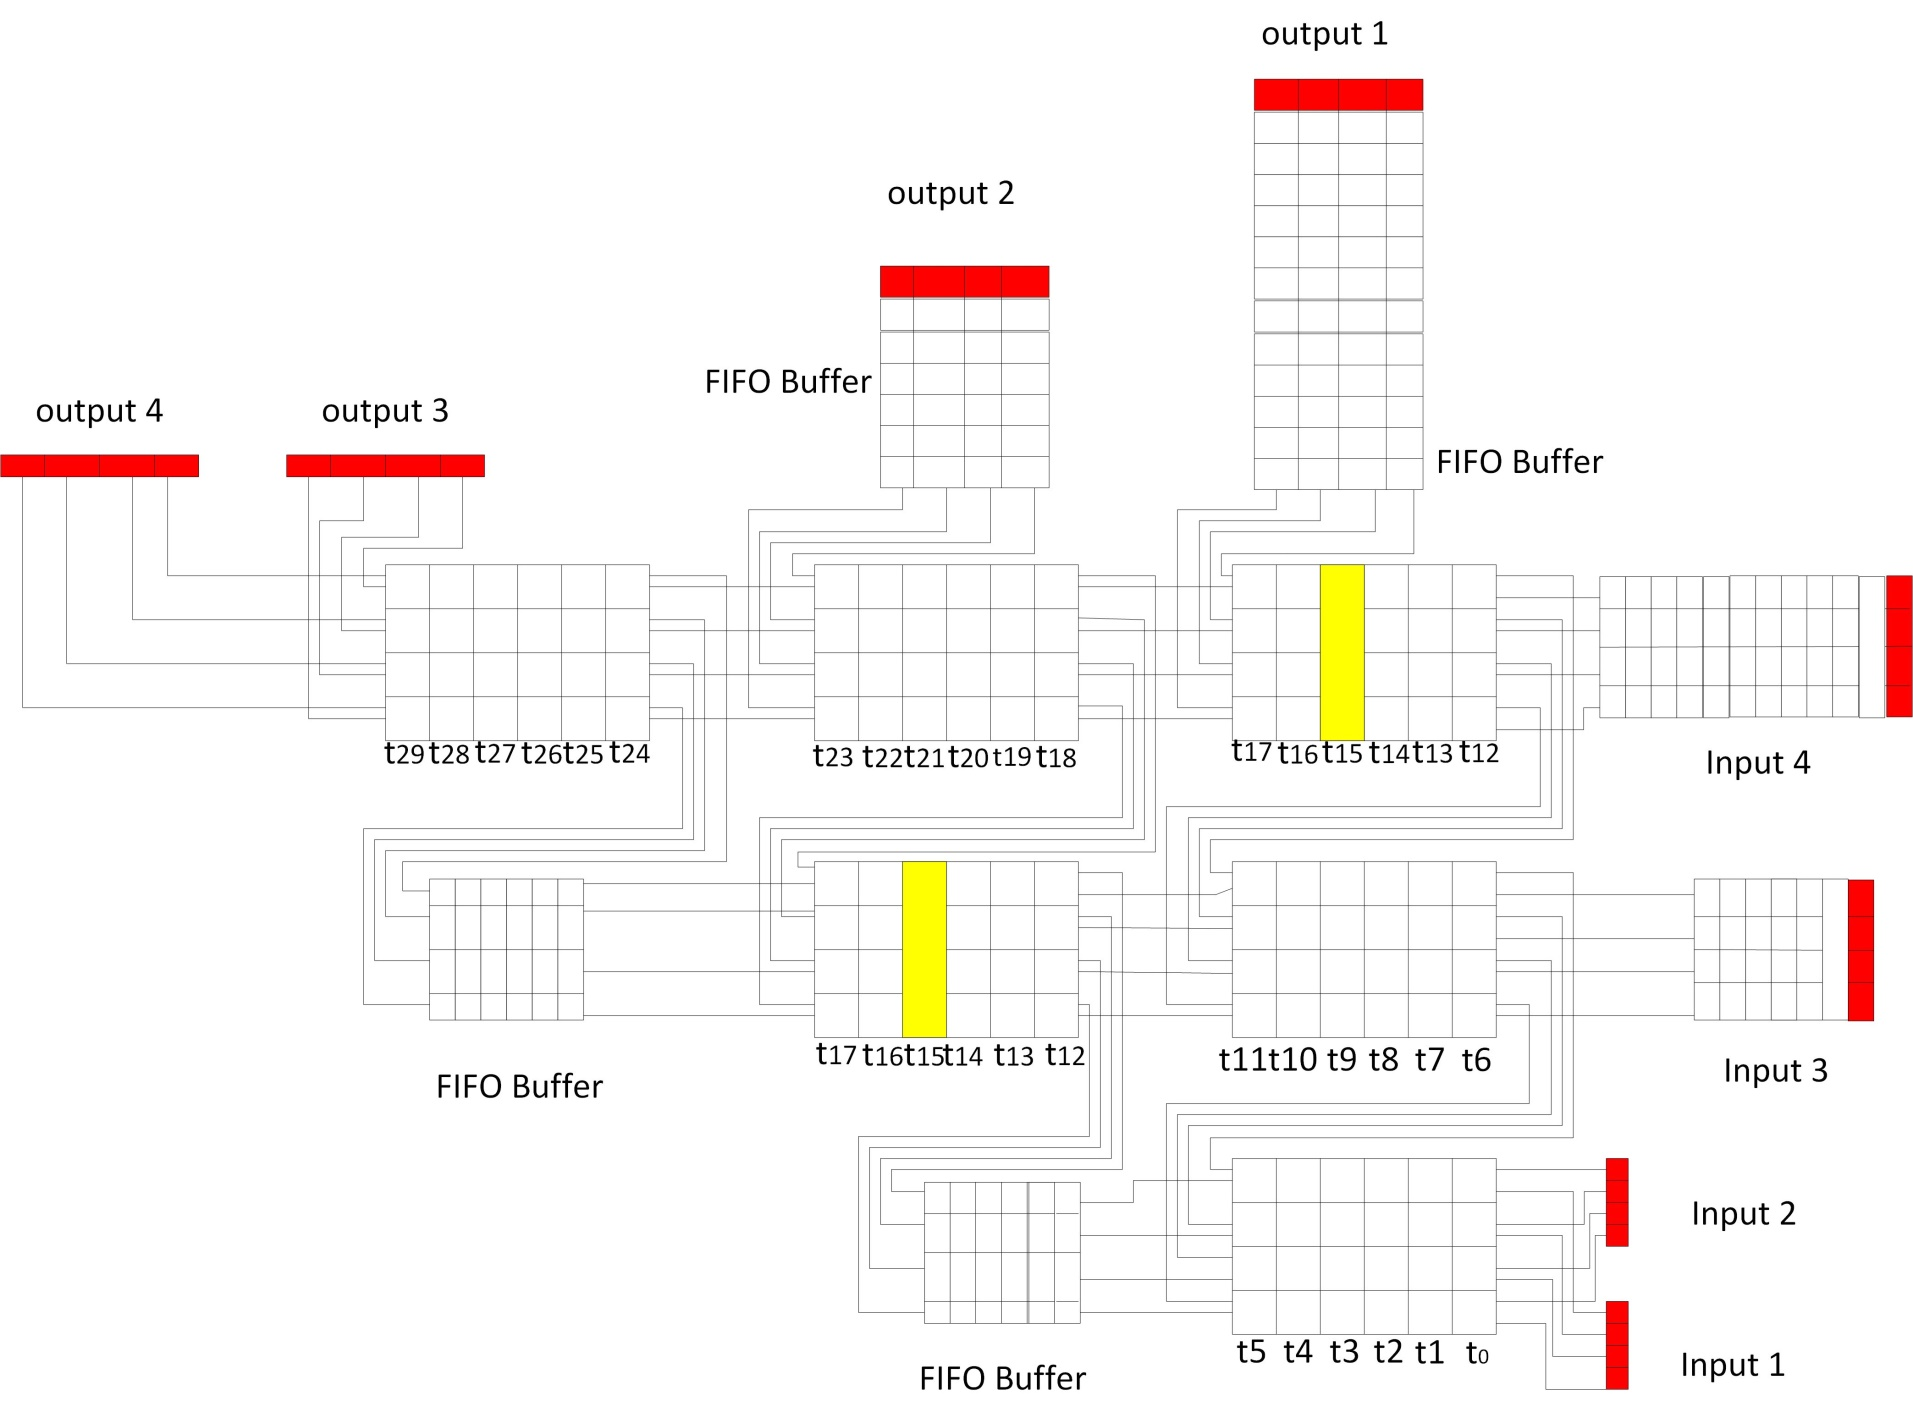 output 1
output 2
FIFO Buffer
output 4
output 3
FIFO Buffer
t29 t28 t27 t26 t25 t24
t23 t22 t21 t20 t19 t18
t17 t16 t15 t14 t13 t12
Input 4
t17 t16 t15 t14 t13 t12
t11 t10 t9 t8 t7 t6
Input 3
FIFO Buffer
Input 2
t5 t4 t3 t2 t1 t0
Input 1
FIFO Buffer